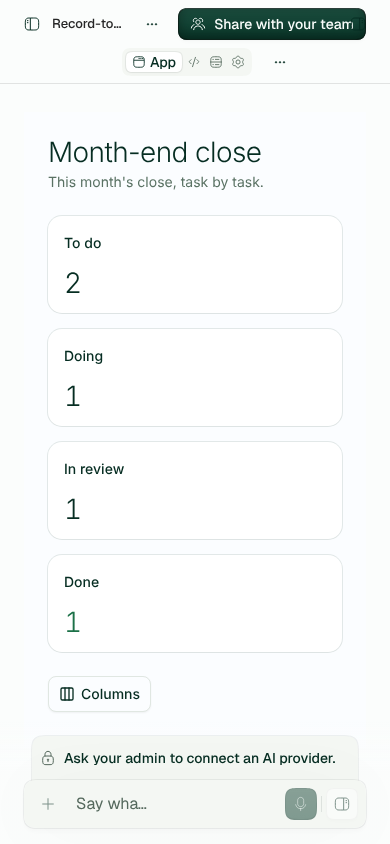 Record-to...
Share with your team
App
Month-end close
This month's close, task by task.
To do
2
Doing
1
In review
1
Done
1
Columns
Ask your admin to connect an AI provider.
Say wha...